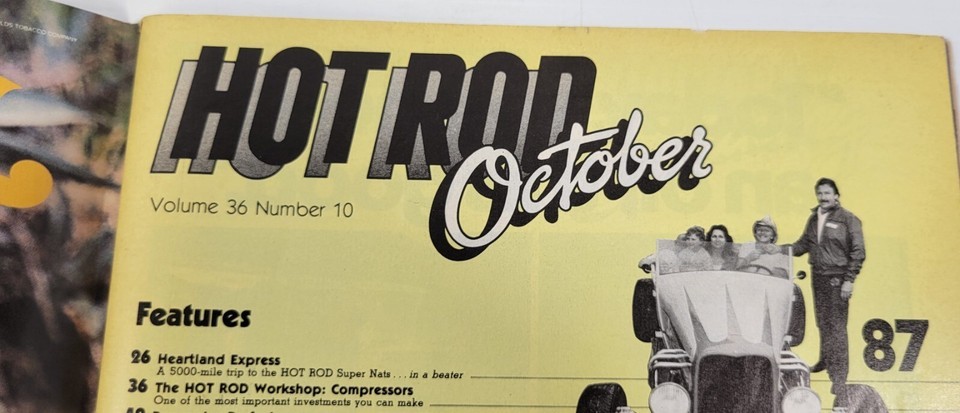 HOT ROD
October
Volume 36 Number 10
Features
87
26 Heartland Express
A 5000-mile trip to the HOT ROD Super Nats . . . in a beater
36 The HOT ROD Workshop: Compressors
One of the most important investments you can make